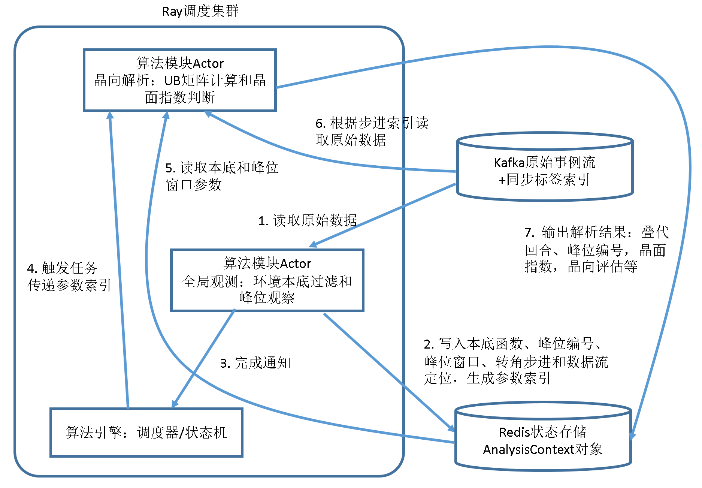 Ray调度集群
算法模块Actor
晶向解析：UB矩阵计算和晶
面指数判断
6. 根据步进索引读
取原始数据
Kafka原始事例流
+同步标签索引
5. 读取本底和峰位
窗口参数
1. 读取原始数据
7. 输出解析结果：叠代
回合、峰位编号，晶面
指数，晶向评估等
4. 触发任务
传递参数索引
算法模块Actor
全局观测：环境本底过滤和
峰位观察
2. 写入本底函数、峰位编号、
峰位窗口、转角步进和数据流
定位，生成参数索引
3. 完成通知
算法引擎：调度器/状态机
Redis状态存储
AnalysisContext对象